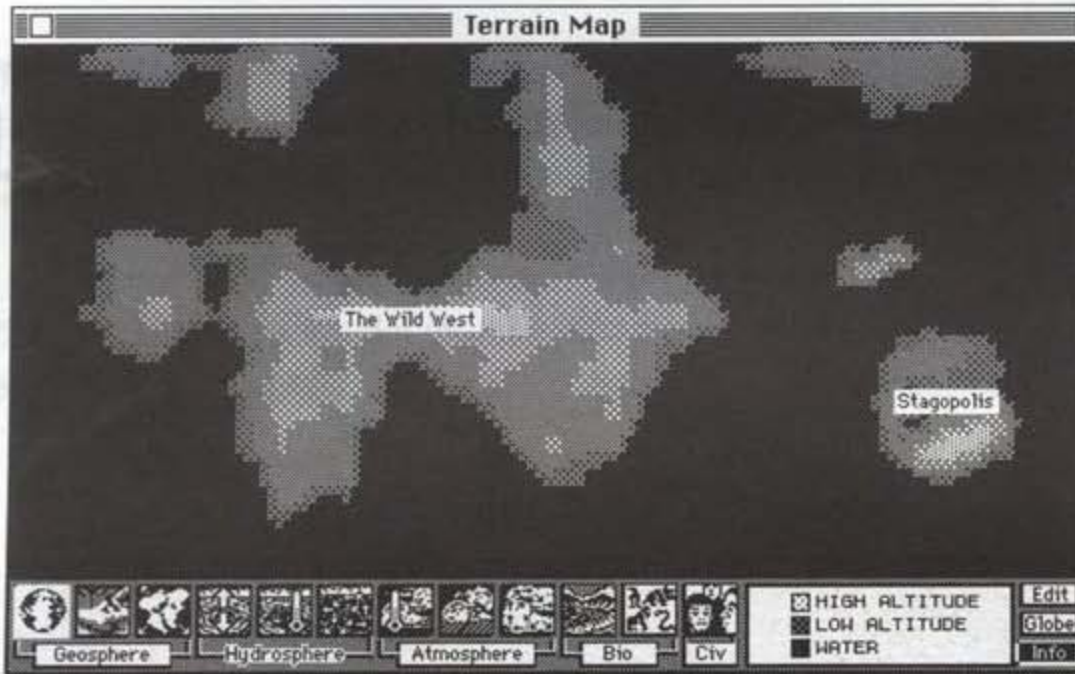 Terrain Map
The Wild West
Stagopolis
HIGH ALTITUDE
LOW ALTITUDE
WATER
Edit
Globe
Info
Geosphere
Hydrosphere
Atmosphere
Bio
Civ